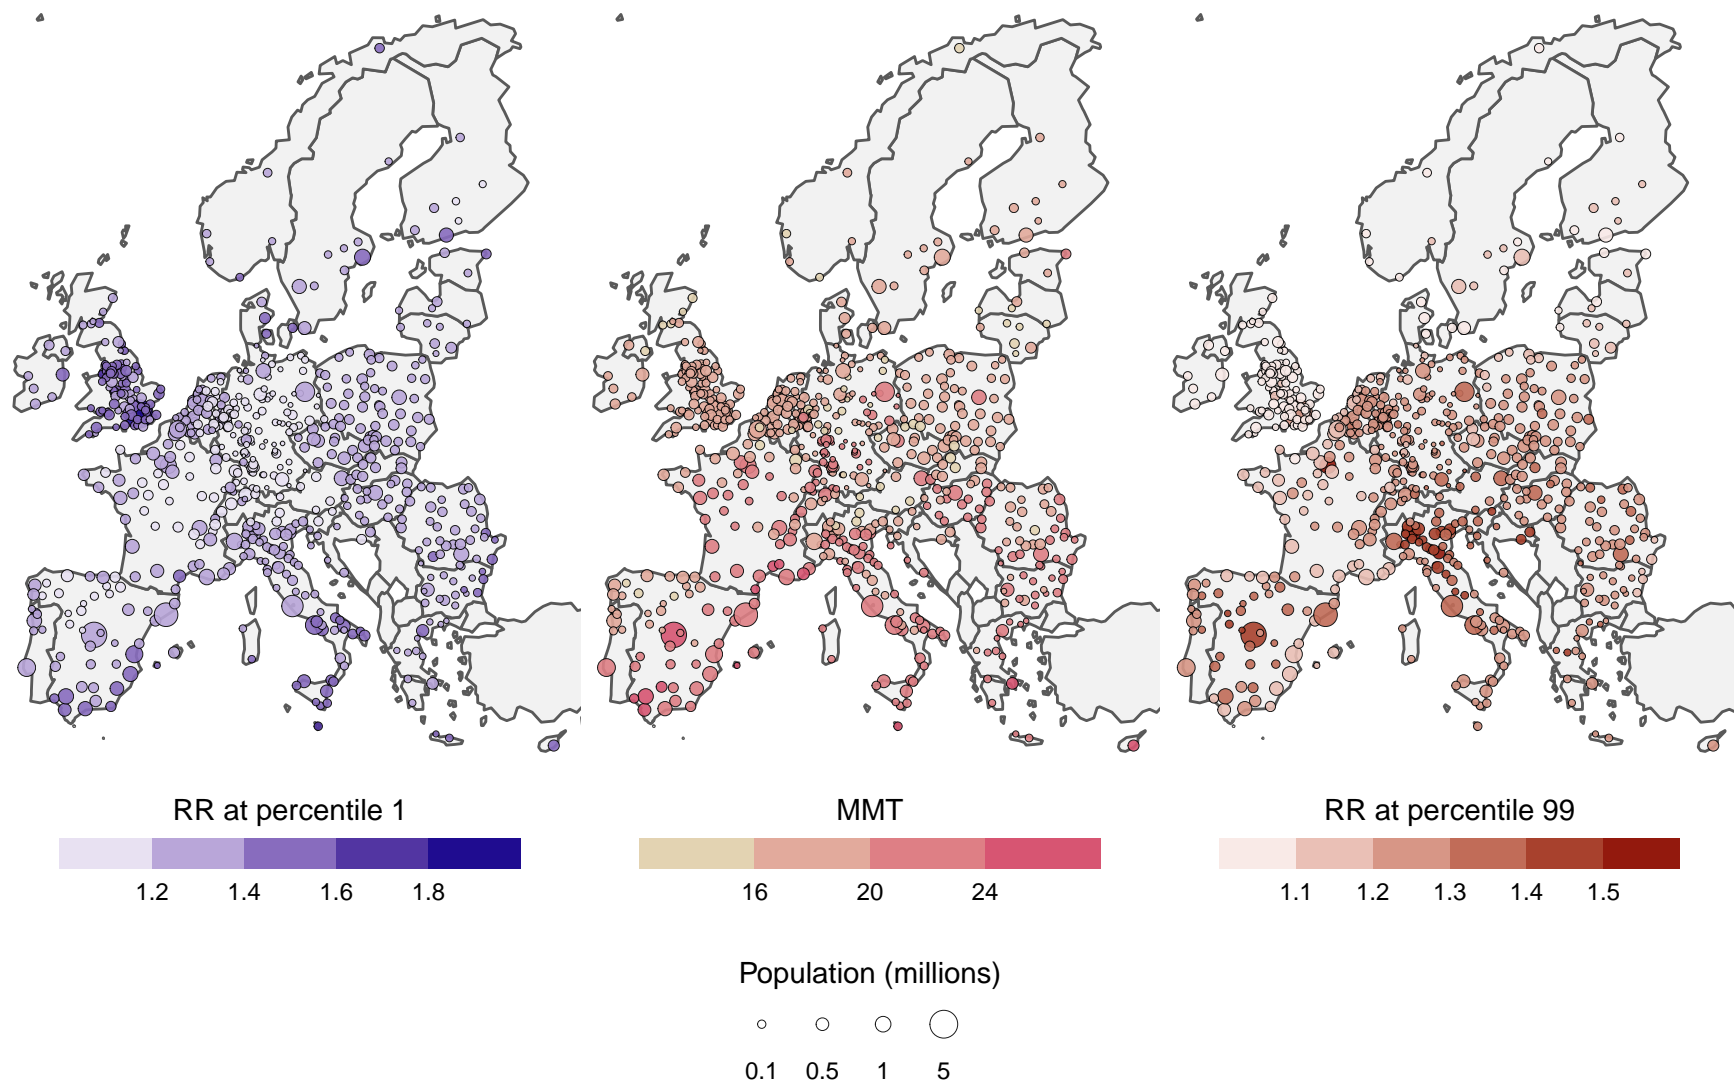 RR at percentile 1
1.2 1.4 1.6 1.8
MMT
16 20 24
RR at percentile 99
1.1 1.2 1.3 1.4 1.5
Population (millions)
0.1 0.5 1 5